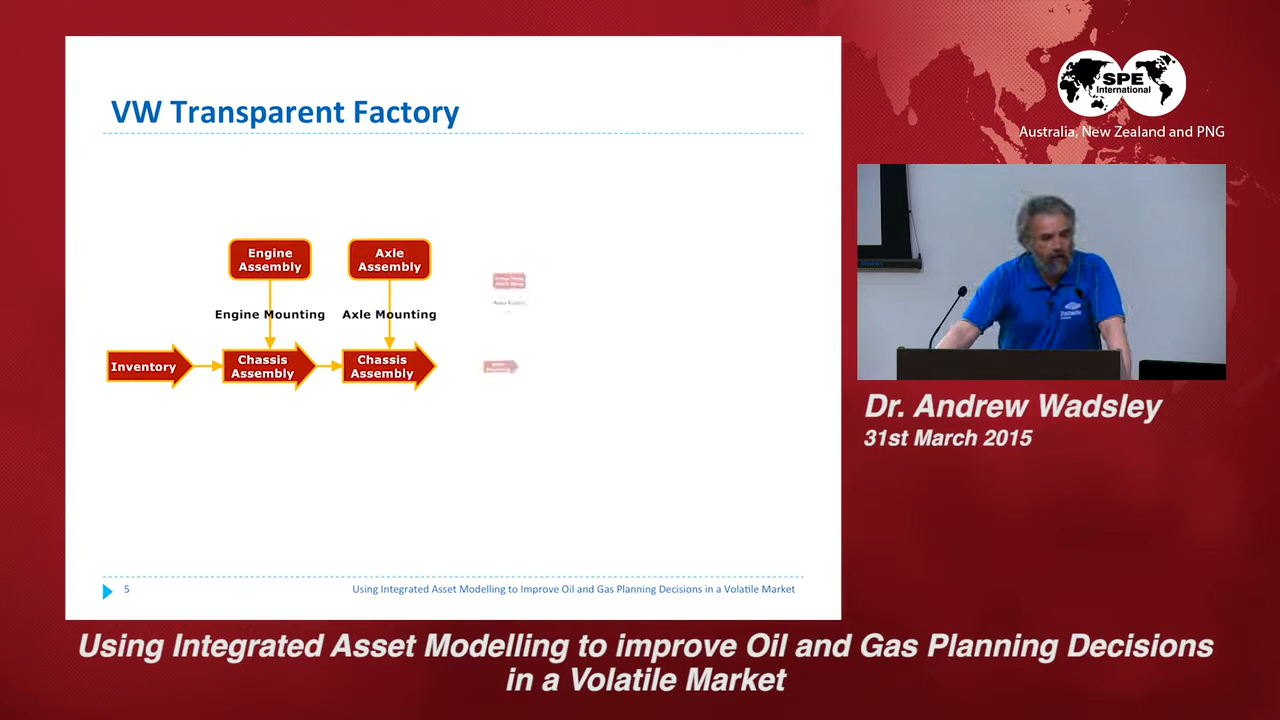 VW Transparent Factory
Engine
Assembly
Axle
Assembly
Engine Mounting
Axle Mounting
Inventory
Chassis
Assembly
Chassis
Assembly
5
Using Integrated Asset Modelling to Improve Oil and Gas Planning Decisions in a Volatile Market
SPE
International
Australia, New Zealand and PNG
Dr. Andrew Wadsley
31st March 2015
Using Integrated Asset Modelling to improve Oil and Gas Planning Decisions
in a Volatile Market